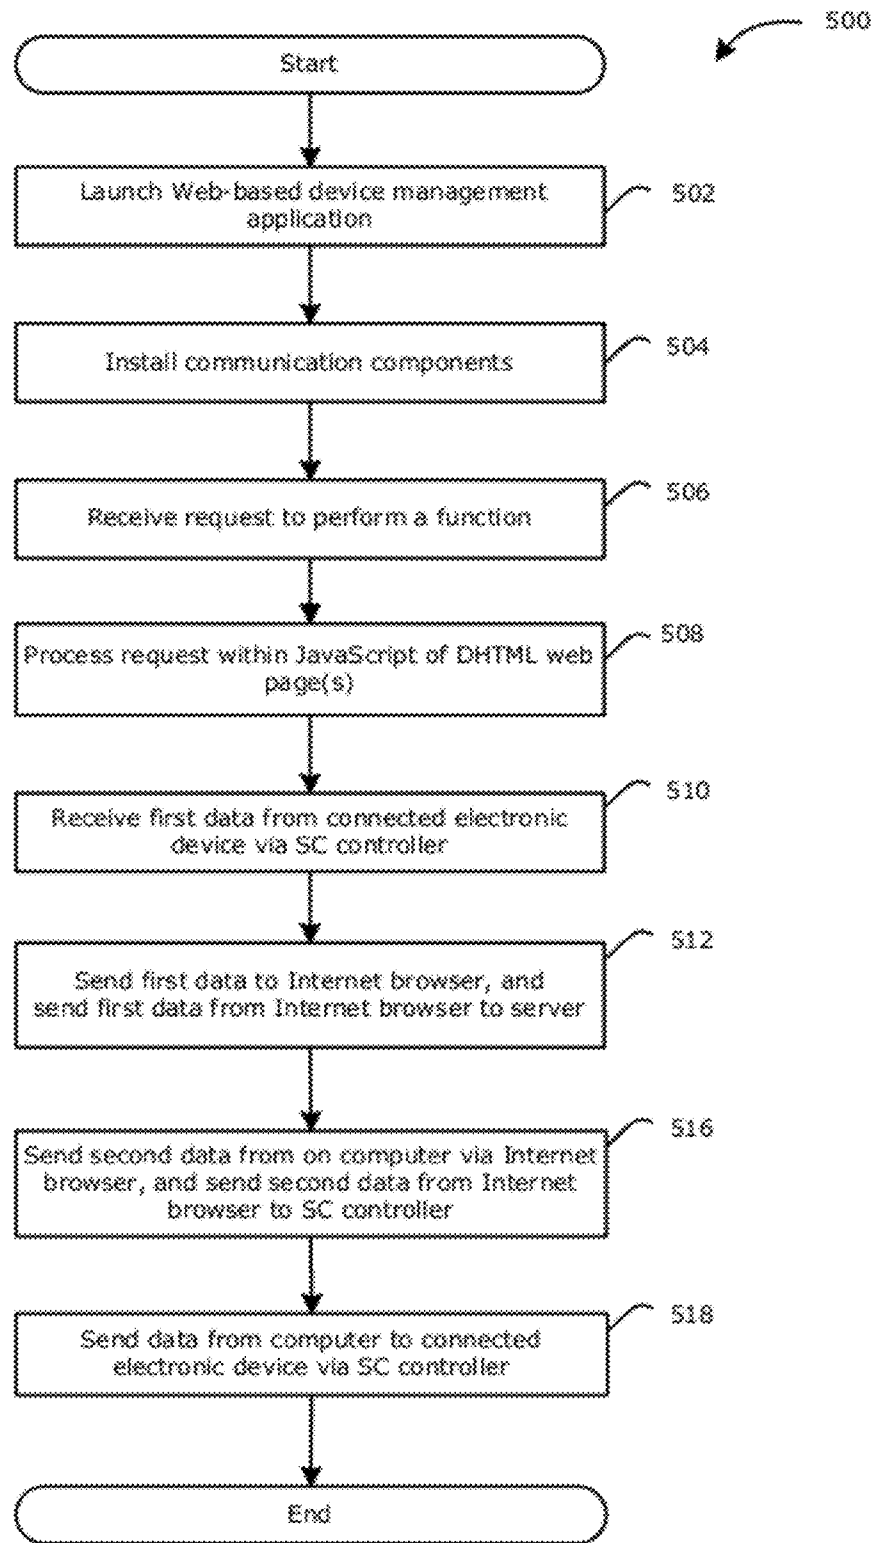 500
Start
Launch Web-based device management
application
502
Install communication components
504
Receive request to perform a function
506
Process request within JavaScript of DHTML web
page(s)
508
Receive first data from connected electronic
device via SC controller
510
Send first data to Internet browser, and
send first data from Internet browser to server
512
Send second data from on computer via Internet
browser, and send second data from Internet
browser to SC controller
516
Send data from computer to connected
electronic device via SC controller
518
End